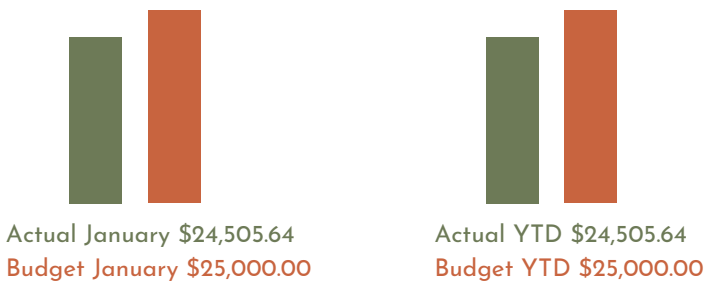 Actual January $24,505.64
Budget January $25,000.00
Actual YTD $24,505.64
Budget YTD $25,000.00